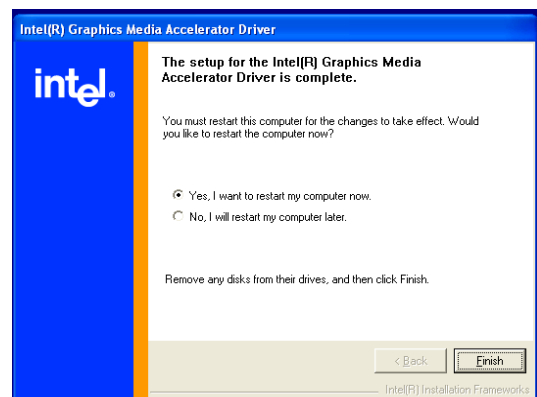 Intel(R) Graphics Media Accelerator Driver
intel®
The setup for the Intel(R) Graphics Media
Accelerator Driver is complete.
You must restart this computer for the changes to take effect. Would
you like to restart the computer now?
Yes, I want to restart my computer now.
No, I will restart my computer later.
Remove any disks from their drives, and then click Finish.
< Back
Finish
Intel(R) Installation Frameworks